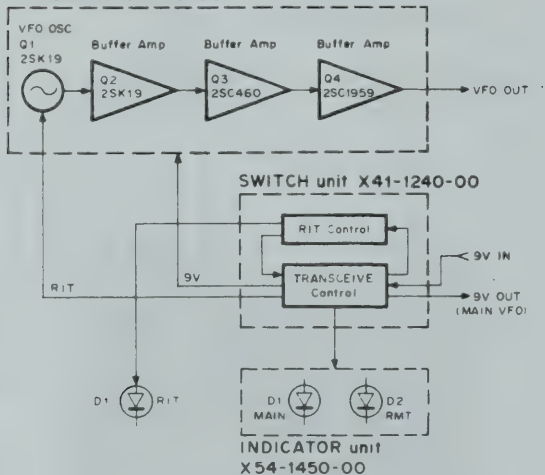 VFO OSC
Q1
2SK19
Buffer Amp
Q2
2SK19
Buffer Amp
Q3
2SC460
Buffer Amp
Q4
2SC1959
VFO OUT
SWITCH unit X41-1240-00
RIT Control
TRANSCEIVE
Control
9V IN
9V OUT
(MAIN VFO)
9V
RIT
D1
RIT
D1
MAIN
D2
RMT
INDICATOR unit
X54-1450-00